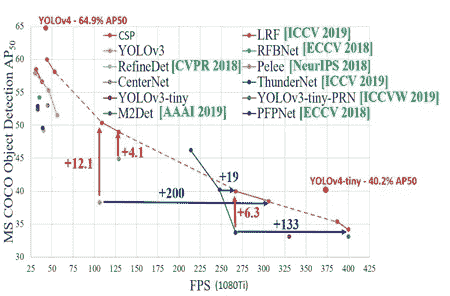 YOLOv4 - 64.9% AP50
65
60
55
50
45
40
35
30
MS COCO Object Detection AP50
CSP
LRF [ICCV 2019]
YOLOv3
RFBNet [ECCV 2018]
RefineDet [CVPR 2018]
Pelee [NeurIPS 2018]
CenterNet
ThunderNet [ICCV 2019]
YOLOv3-tiny
YOLOv3-tiny-PRN [ICCVW 2019]
M2Det [AAAI 2019]
PFPNet [ECCV 2018]
+12.1
+4.1
+19
+200
+6.3
+133
YOLOv4-tiny - 40.2% AP50
25 50 75 100 125 150 175 200 225 250 275 300 325 350 375 400 425
FPS (1080Ti)